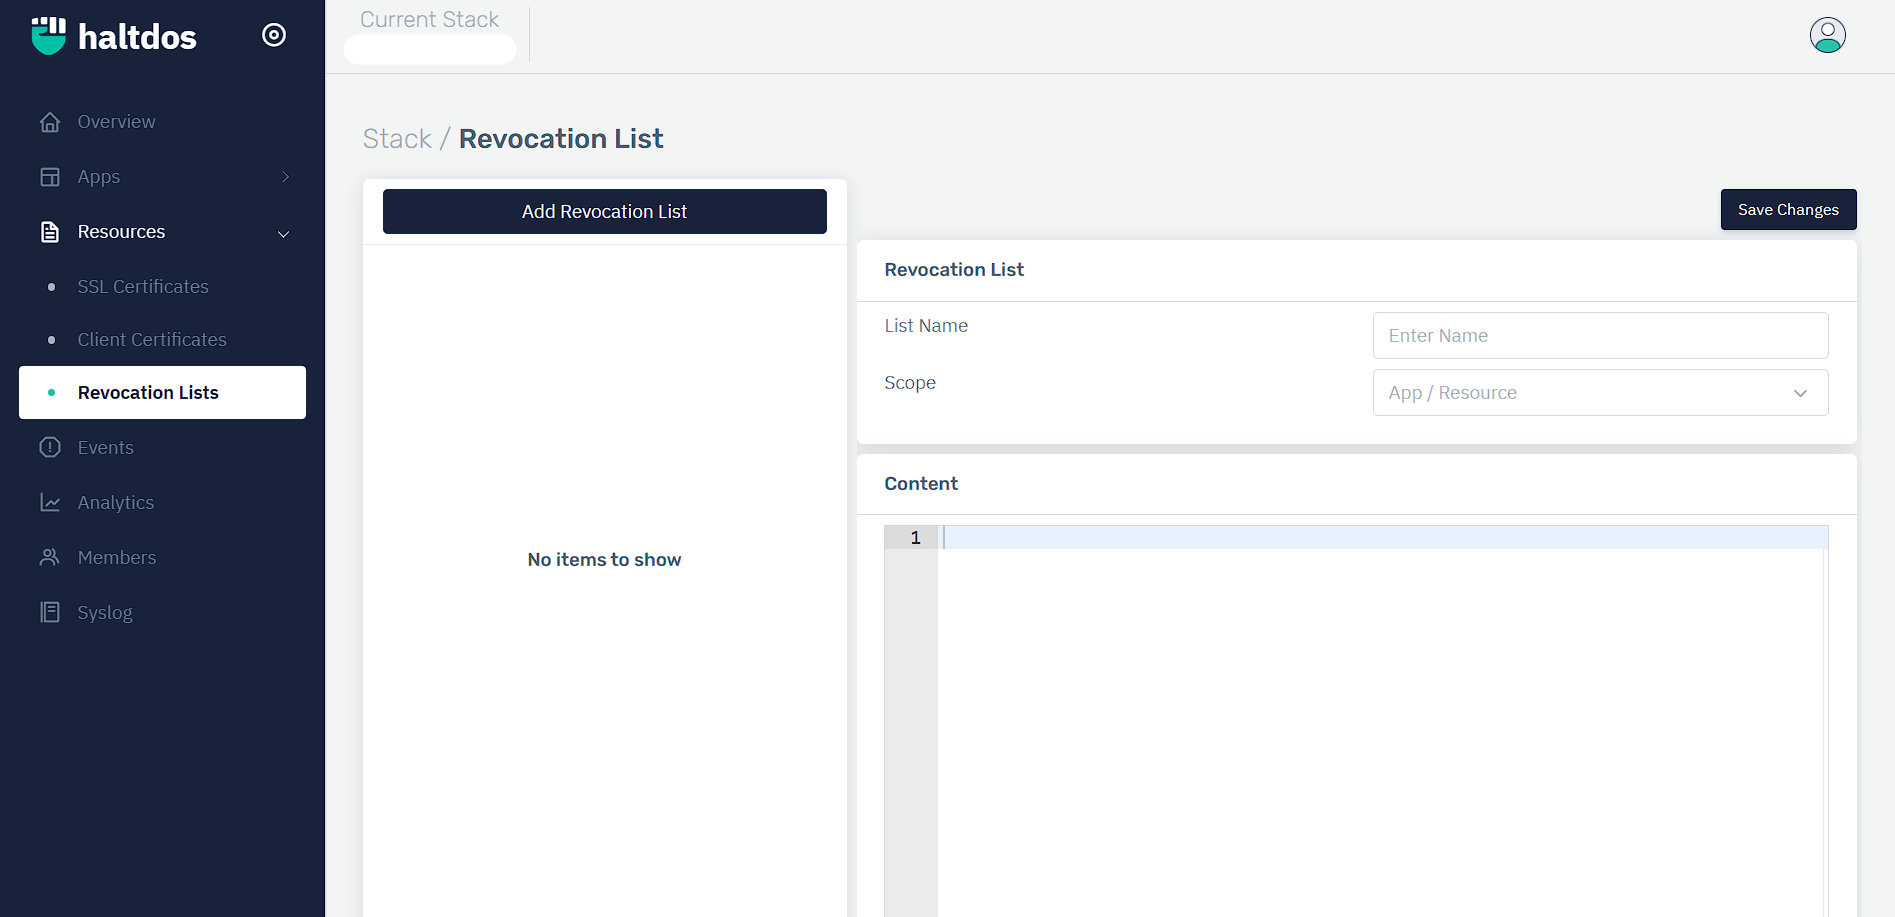 haltdos
Current Stack
Overview
Apps
Resources
SSL Certificates
Client Certificates
Revocation Lists
Events
Analytics
Members
Syslog
Stack / Revocation List
Add Revocation List
No items to show
Save Changes
Revocation List
List Name
Enter Name
Scope
App / Resource
Content
1